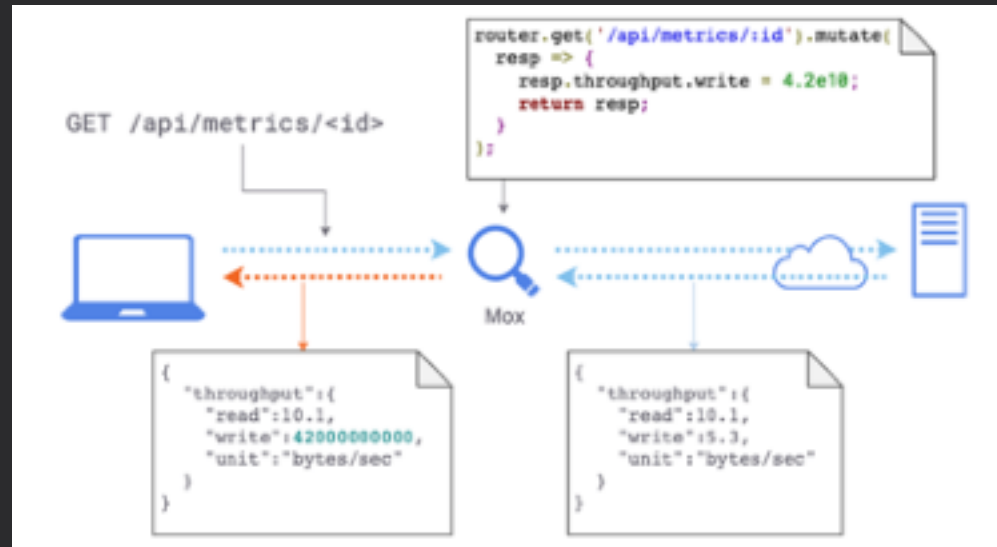 router.get('/api/metrics/:id').mutate(
resp => {
resp.throughput.write = 4.2e10;
return resp;
}
);
GET /api/metrics/<id>
Mox
{
"throughput":{
"read":10.1,
"write":42000000000,
"unit":"bytes/sec"
}
}
{
"throughput":{
"read":10.1,
"write":5.3,
"unit":"bytes/sec"
}
}